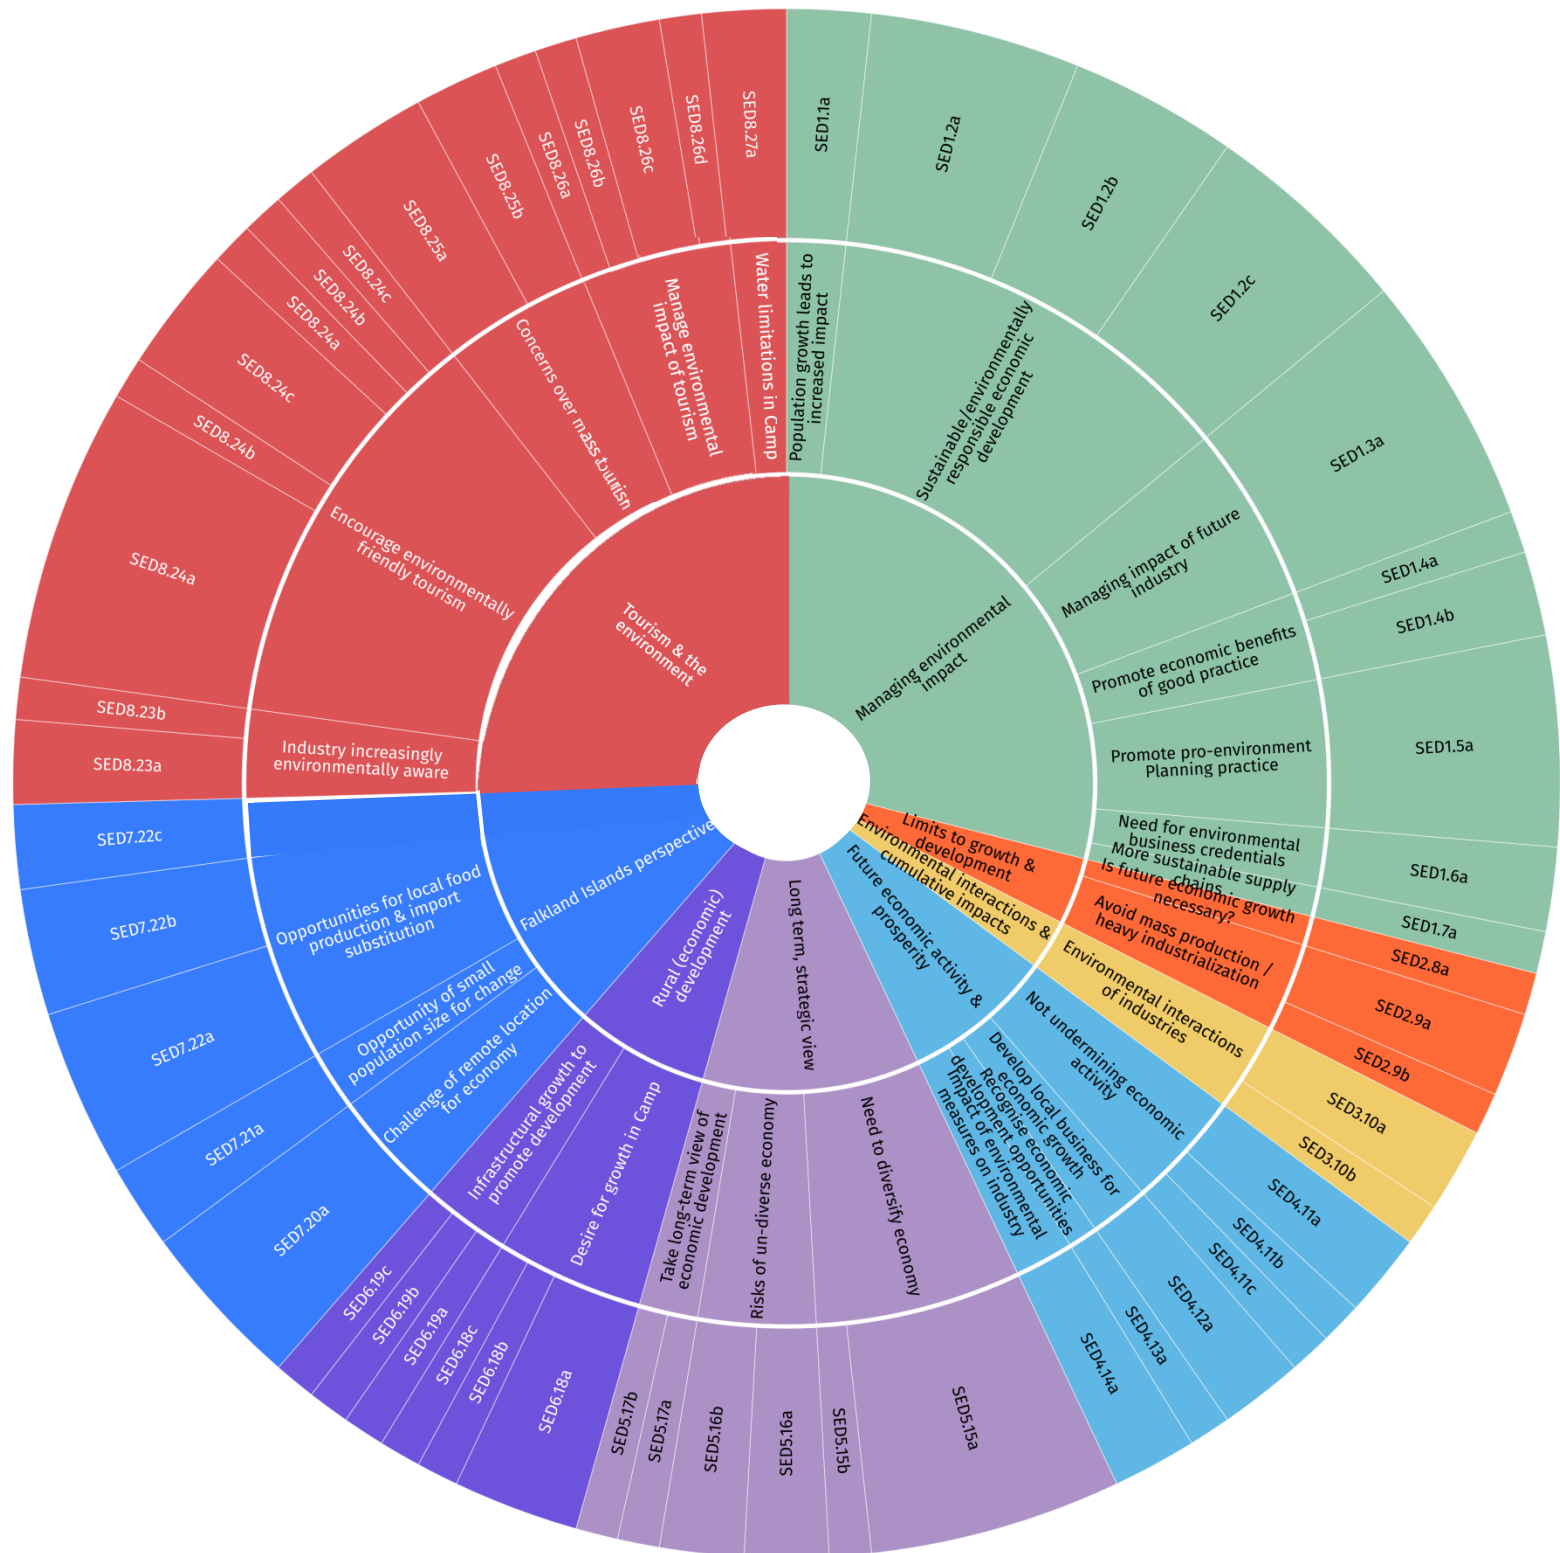 Managing environmental
impact
Limits to growth &
development
Environmental interactions &
cumulative impacts
Future economic activity &
prosperity
Long term, strategic view
Rural (economic)
development
Falkland Islands perspective
Tourism & the
environment
Population growth leads to
increased impact
Sustainable/environmentally
responsible economic
development
Managing impact of future
industry
Promote economic benefits
of good practice
Promote pro-environment
Planning practice
Need for environmental
business credentials
More sustainable supply
chains
Is future economic growth
necessary?
Avoid mass production /
heavy industrialization
Environmental interactions
of industries
Not undermining economic
activity
Develop local business for
economic growth
Recognise economic
development opportunities
Impact of environmental
measures on industry
Need to diversify economy
Risks of un-diverse economy
Take long-term view of
economic development
Desire for growth in Camp
Infrastructural growth to
promote development
Challenge of remote location
for economy
Opportunity of small
population size for change
Opportunities for local food
production & import
substitution
Industry increasingly
environmentally aware
Encourage environmentally
friendly tourism
Concerns over mass tourism
Manage environmental
impact of tourism
Water limitations in Camp
SED1.1a
SED1.2a
SED1.2b
SED1.2c
SED1.3a
SED1.4a
SED1.4b
SED1.5a
SED1.6a
SED1.7a
SED2.8a
SED2.9a
SED2.9b
SED3.10a
SED3.10b
SED4.11a
SED4.11b
SED4.11c
SED4.12a
SED4.13a
SED4.14a
SED5.15a
SED5.15b
SED5.16a
SED5.16b
SED5.17a
SED5.17b
SED6.18a
SED6.18b
SED6.18c
SED6.19a
SED6.19b
SED6.19c
SED7.20a
SED7.21a
SED7.22a
SED7.22b
SED7.22c
SED8.23a
SED8.23b
SED8.24a
SED8.24b
SED8.24c
SED8.24a
SED8.24b
SED8.24c
SED8.25a
SED8.25b
SED8.26a
SED8.26b
SED8.26c
SED8.26d
SED8.27a